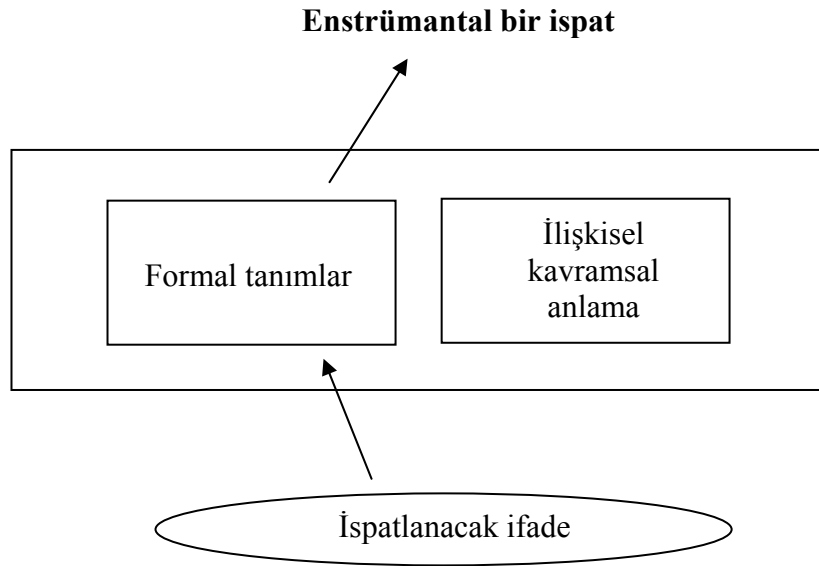 Enstrümantal bir ispat
Formal tanımlar
İlişkisel
kavramsal
anlama
İspatlanacak ifade